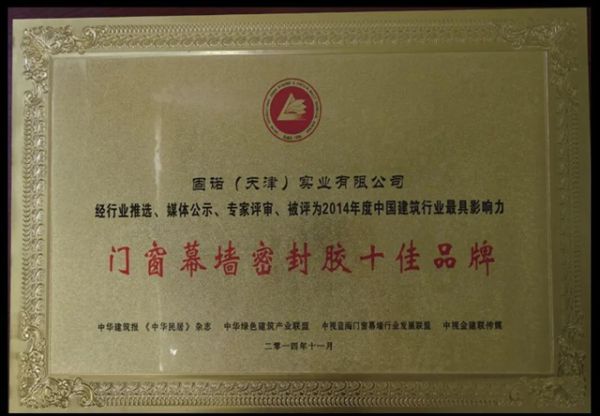 固诺（天津）实业有限公司
经行业推选、媒体公示、专家评审、被评为2014年度中国建筑行业最具影响力
门窗幕墙密封胶十佳品牌
中华建筑报《中华民居》杂志 中华绿色建筑产业联盟 中视蓝海门窗幕墙行业发展联盟 中视金建联传媒
二零一四年十一月